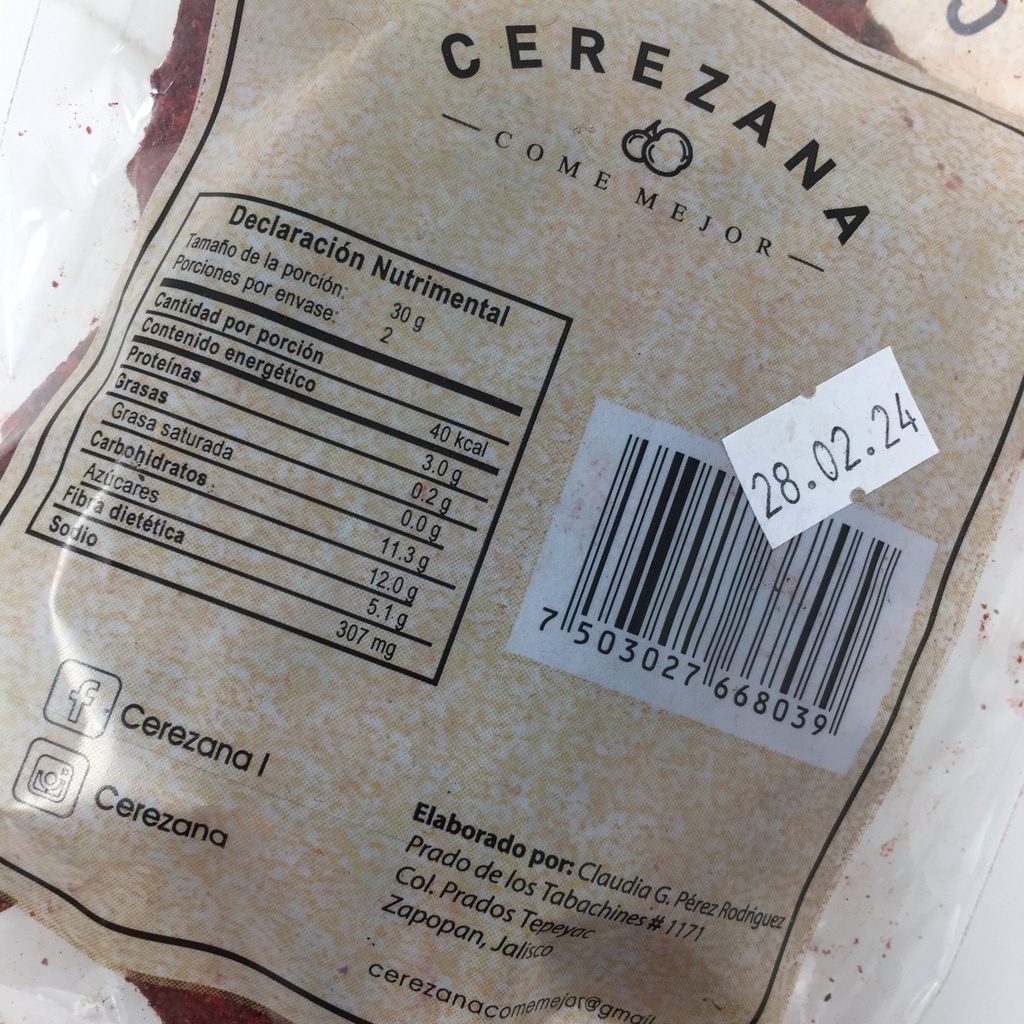 CEREZANA
COME MEJOR
Declaración Nutrimental
Tamaño de la porción: 30 g
Porciones por envase: 2
Cantidad por porción
Contenido energético 40 kcal
Proteínas 3.0 g
Grasas 0.2 g
Grasa saturada 0.0 g
Carbohidratos : 11.3 g
Azúcares 12.0 g
Fibra dietética 5.1 g
Sodio 307 mg
28.02.24
7 503027 668039
Cerezana I
Cerezana
Elaborado por: Claudia G. Pérez Rodríguez
Prado de los Tabachines # 1171
Col. Prados Tepeyac
Zapopan, Jalisco
cerezanacomemejor@gmail